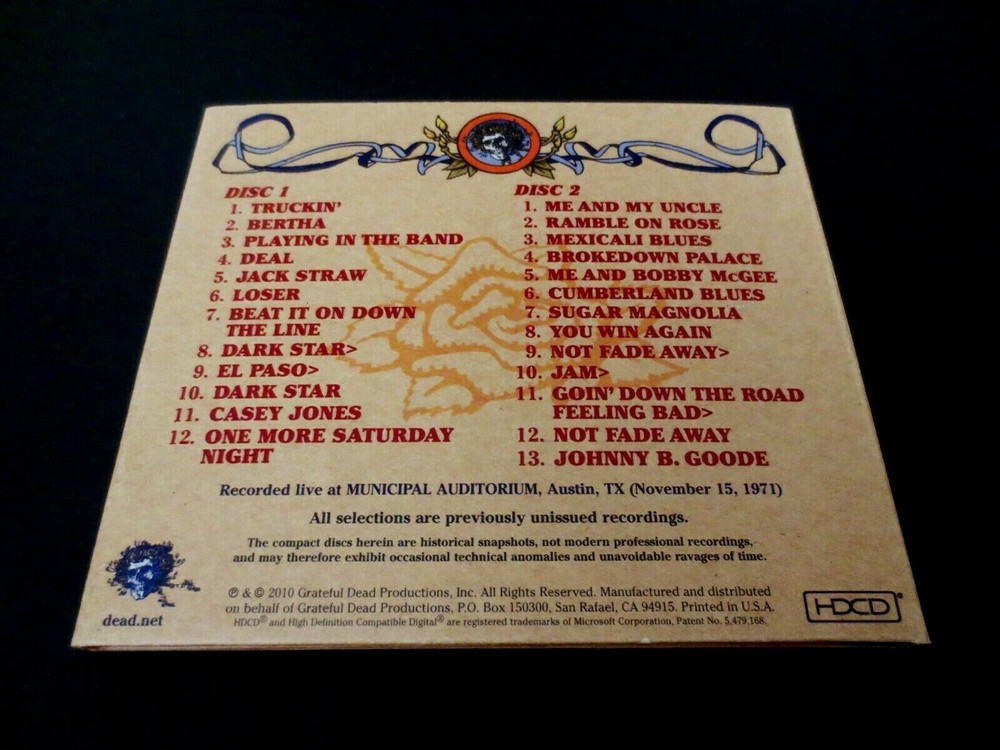 DISC 1
1. TRUCKIN'
2. BERTHA
3. PLAYING IN THE BAND
4. DEAL
5. JACK STRAW
6. LOSER
7. BEAT IT ON DOWN
THE LINE
8. DARK STAR>
9. EL PASO>
10. DARK STAR
11. CASEY JONES
12. ONE MORE SATURDAY
NIGHT
DISC 2
1. ME AND MY UNCLE
2. RAMBLE ON ROSE
3. MEXICALI BLUES
4. BROKEDOWN PALACE
5. ME AND BOBBY McGEE
6. CUMBERLAND BLUES
7. SUGAR MAGNOLIA
8. YOU WIN AGAIN
9. NOT FADE AWAY>
10. JAM>
11. GOIN' DOWN THE ROAD
FEELING BAD>
12. NOT FADE AWAY
13. JOHNNY B. GOODE
Recorded live at MUNICIPAL AUDITORIUM, Austin, TX (November 15, 1971)
All selections are previously unissued recordings.
The compact discs herein are historical snapshots, not modern professional recordings,
and may therefore exhibit occasional technical anomalies and unavoidable ravages of time.
℗ & © 2010 Grateful Dead Productions, Inc. All Rights Reserved. Manufactured and distributed
on behalf of Grateful Dead Productions, P.O. Box 150300, San Rafael, CA 94915. Printed in U.S.A.
HDCD® and High Definition Compatible Digital® are registered trademarks of Microsoft Corporation, Patent No. 5,479,168.
dead.net
HDCD®